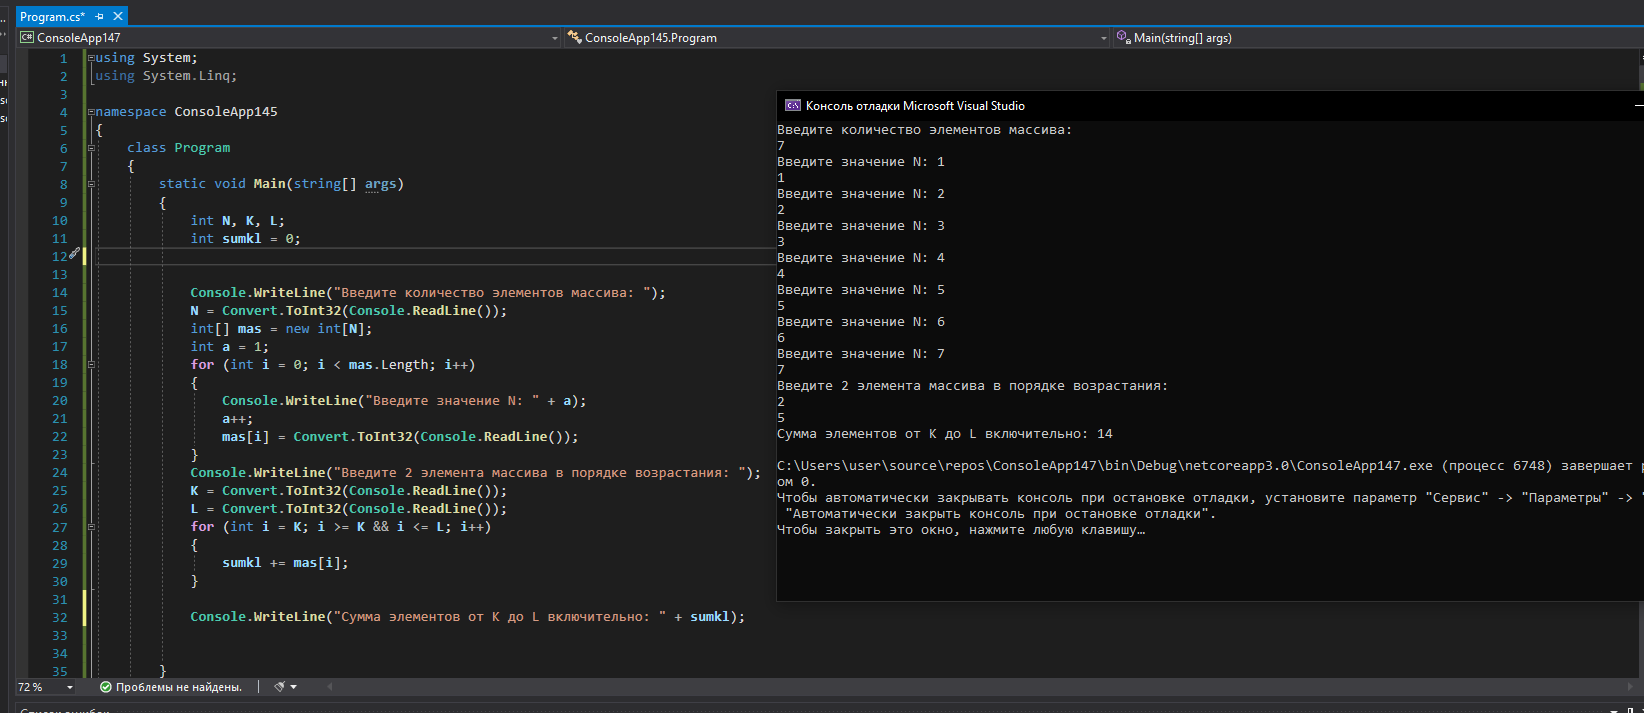 Program.cs*
ConsoleApp147
ConsoleApp145.Program
Main(string[] args)
1 using System;
2 using System.Linq;
3
4 namespace ConsoleApp145
5 {
6 class Program
7 {
8 static void Main(string[] args)
9 {
10 int N, K, L;
11 int sumkl = 0;
12
13
14 Console.WriteLine("Введите количество элементов массива: ");
15 N = Convert.ToInt32(Console.ReadLine());
16 int[] mas = new int[N];
17 int a = 1;
18 for (int i = 0; i < mas.Length; i++)
19 {
20 Console.WriteLine("Введите значение N: " + a);
21 a++;
22 mas[i] = Convert.ToInt32(Console.ReadLine());
23 }
24 Console.WriteLine("Введите 2 элемента массива в порядке возрастания: ");
25 K = Convert.ToInt32(Console.ReadLine());
26 L = Convert.ToInt32(Console.ReadLine());
27 for (int i = K; i >= K && i <= L; i++)
28 {
29 sumkl += mas[i];
30 }
31
32 Console.WriteLine("Сумма элементов от K до L включительно: " + sumkl);
33
34
35 }
72 %
Проблемы не найдены.
C:\
Консоль отладки Microsoft Visual Studio
Введите количество элементов массива:
7
Введите значение N: 1
1
Введите значение N: 2
2
Введите значение N: 3
3
Введите значение N: 4
4
Введите значение N: 5
5
Введите значение N: 6
6
Введите значение N: 7
7
Введите 2 элемента массива в порядке возрастания:
2
5
Сумма элементов от K до L включительно: 14
C:\Users\user\source\repos\ConsoleApp147\bin\Debug\netcoreapp3.0\ConsoleApp147.exe (процесс 6748) завершает р
ом 0.
Чтобы автоматически закрывать консоль при остановке отладки, установите параметр "Сервис" -> "Параметры" -> "
"Автоматически закрыть консоль при остановке отладки".
Чтобы закрыть это окно, нажмите любую клавишу…